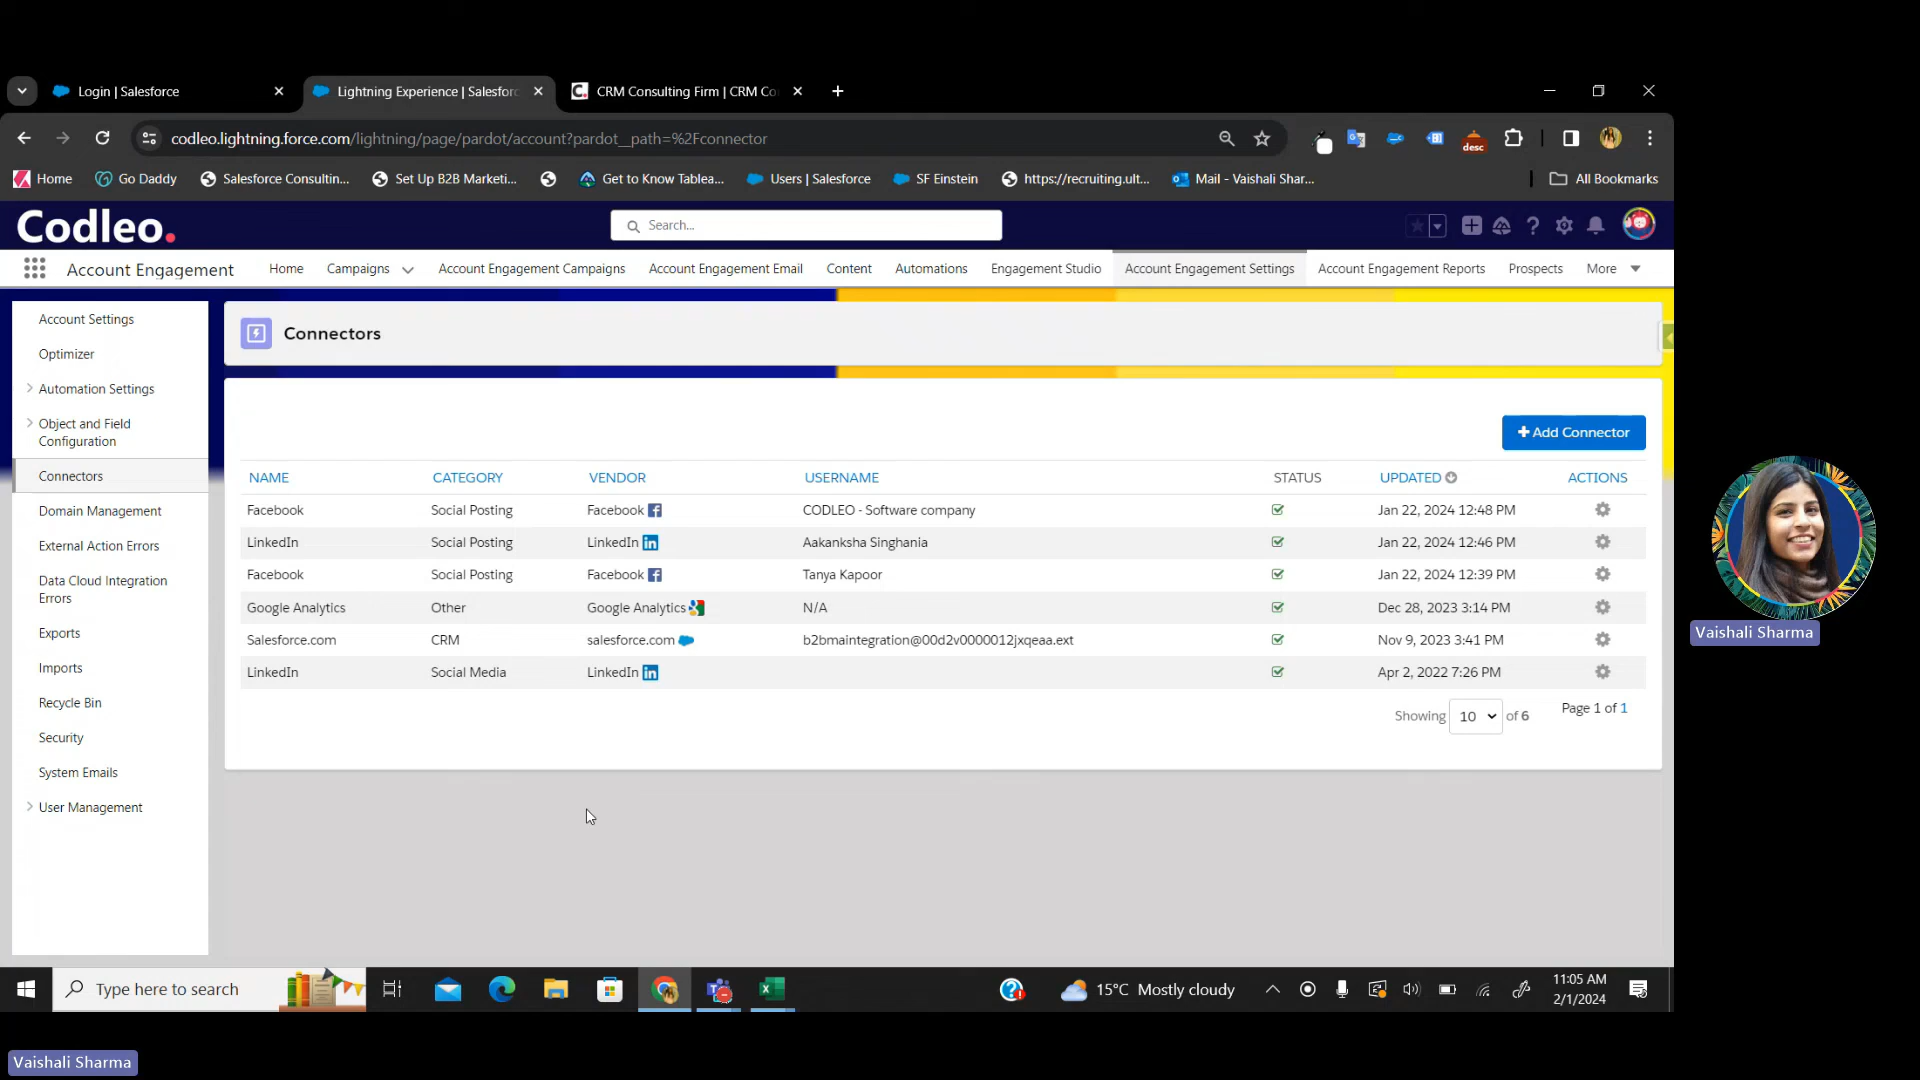 Login | Salesforce
Lightning Experience | Salesforc
CRM Consulting Firm | CRM Co
codleo.lightning.force.com/lightning/page/pardot/account?pardot__path=%2Fconnector
desc
Home
Go Daddy
Salesforce Consultin...
Set Up B2B Marketi...
Get to Know Tablea...
Users | Salesforce
SF Einstein
https://recruiting.ult...
Mail - Vaishali Shar...
All Bookmarks
Codleo.
Search...
Account Engagement
Home
Campaigns
Account Engagement Campaigns
Account Engagement Email
Content
Automations
Engagement Studio
Account Engagement Settings
Account Engagement Reports
Prospects
More
Account Settings
Optimizer
Automation Settings
Object and Field
Configuration
Connectors
Domain Management
External Action Errors
Data Cloud Integration
Errors
Exports
Imports
Recycle Bin
Security
System Emails
User Management
Connectors
+ Add Connector
NAME CATEGORY VENDOR USERNAME STATUS UPDATED ACTIONS
Facebook Social Posting Facebook CODLEO - Software company Jan 22, 2024 12:48 PM
LinkedIn Social Posting LinkedIn Aakanksha Singhania Jan 22, 2024 12:46 PM
Facebook Social Posting Facebook Tanya Kapoor Jan 22, 2024 12:39 PM
Google Analytics Other Google Analytics N/A Dec 28, 2023 3:14 PM
Salesforce.com CRM salesforce.com b2bmaintegration@00d2v0000012jxqeaa.ext Nov 9, 2023 3:41 PM
LinkedIn Social Media LinkedIn Apr 2, 2022 7:26 PM
Showing 10 of 6 Page 1 of 1
Vaishali Sharma
Type here to search
15°C Mostly cloudy
11:05 AM
2/1/2024
Vaishali Sharma